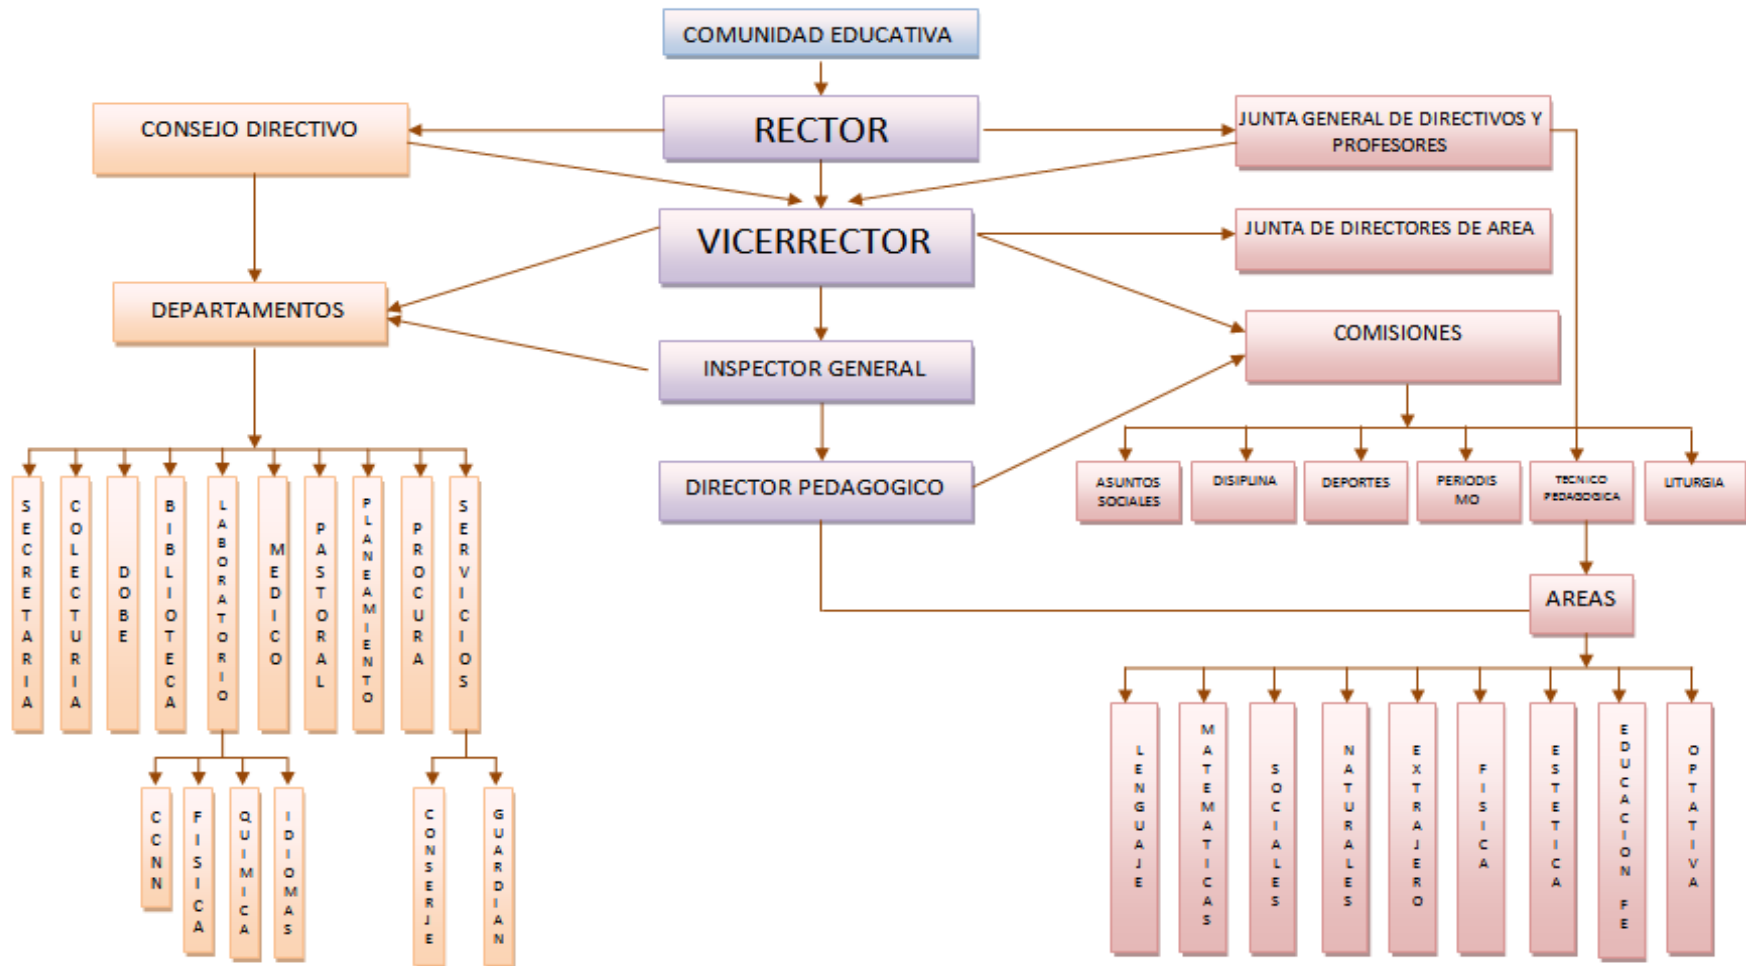 COMUNIDAD EDUCATIVA
CONSEJO DIRECTIVO
RECTOR
JUNTA GENERAL DE DIRECTIVOS Y
PROFESORES
VICERRECTOR
JUNTA DE DIRECTORES DE AREA
DEPARTAMENTOS
COMISIONES
INSPECTOR GENERAL
DIRECTOR PEDAGOGICO
ASUNTOS
SOCIALES
DISIPLINA
DEPORTES
PERIODIS
MO
TECNICO
PEDAGOGICA
LITURGIA
SECRETARIA
COLECTURIA
DOBE
BIBLIOTECA
LABORATORIO
MEDICO
PASTORAL
PLANEAMIENTO
PROCURA
SERVICIOS
AREAS
CCNN
FISICA
QUIMICA
IDIOMAS
CONSERJE
GUARDIAN
LENGUAJE
MATEMATICAS
SOCIALES
NATURALES
EXTRAJERO
FISICA
ESTETICA
EDUCACION FE
OPTATIVA